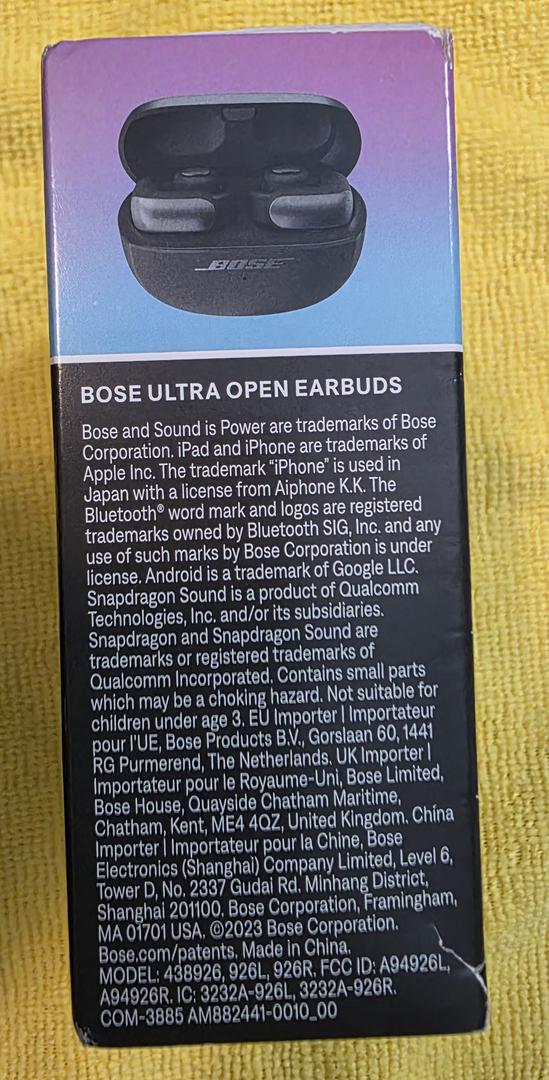 BOSE
BOSE ULTRA OPEN EARBUDS
Bose and Sound is Power are trademarks of Bose
Corporation. iPad and iPhone are trademarks of
Apple Inc. The trademark “iPhone” is used in
Japan with a license from Aiphone K.K. The
Bluetooth® word mark and logos are registered
trademarks owned by Bluetooth SIG, Inc. and any
use of such marks by Bose Corporation is under
license. Android is a trademark of Google LLC.
Snapdragon Sound is a product of Qualcomm
Technologies, Inc. and/or its subsidiaries.
Snapdragon and Snapdragon Sound are
trademarks or registered trademarks of
Qualcomm Incorporated. Contains small parts
which may be a choking hazard. Not suitable for
children under age 3. EU Importer | Importateur
pour l'UE, Bose Products B.V., Gorslaan 60, 1441
RG Purmerend, The Netherlands. UK Importer |
Importateur pour le Royaume-Uni, Bose Limited,
Bose House, Quayside Chatham Maritime,
Chatham, Kent, ME4 4QZ, United Kingdom. China
Importer | Importateur pour la Chine, Bose
Electronics (Shanghai) Company Limited, Level 6,
Tower D, No. 2337 Gudai Rd. Minhang District,
Shanghai 201100. Bose Corporation, Framingham,
MA 01701 USA. ©2023 Bose Corporation.
Bose.com/patents. Made in China.
MODEL: 438926, 926L, 926R. FCC ID: A94926L,
A94926R. IC: 3232A-926L, 3232A-926R.
COM-3885 AM882441-0010_00